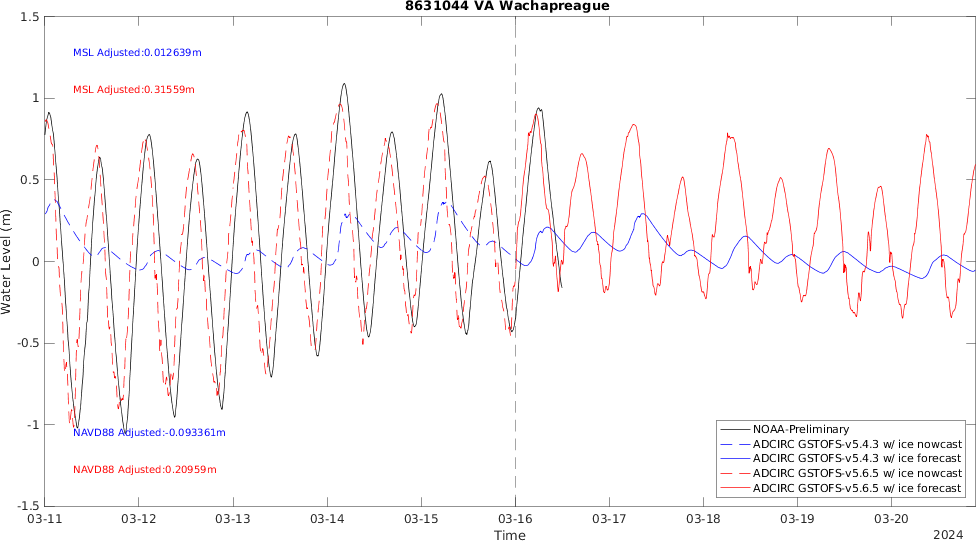 8631044 VA Wachapreague
1.5
MSL Adjusted:0.012639m
MSL Adjusted:0.31559m
1
0.5
0
-0.5
-1
-1.5
Water Level (m)
NAVD88 Adjusted:-0.093361m
NAVD88 Adjusted:0.20959m
NOAA-Preliminary
ADCIRC GSTOFS-v5.4.3 w/ ice nowcast
ADCIRC GSTOFS-v5.4.3 w/ ice forecast
ADCIRC GSTOFS-v5.6.5 w/ ice nowcast
ADCIRC GSTOFS-v5.6.5 w/ ice forecast
03-11 03-12 03-13 03-14 03-15 03-16 03-17 03-18 03-19 03-20
Time
2024